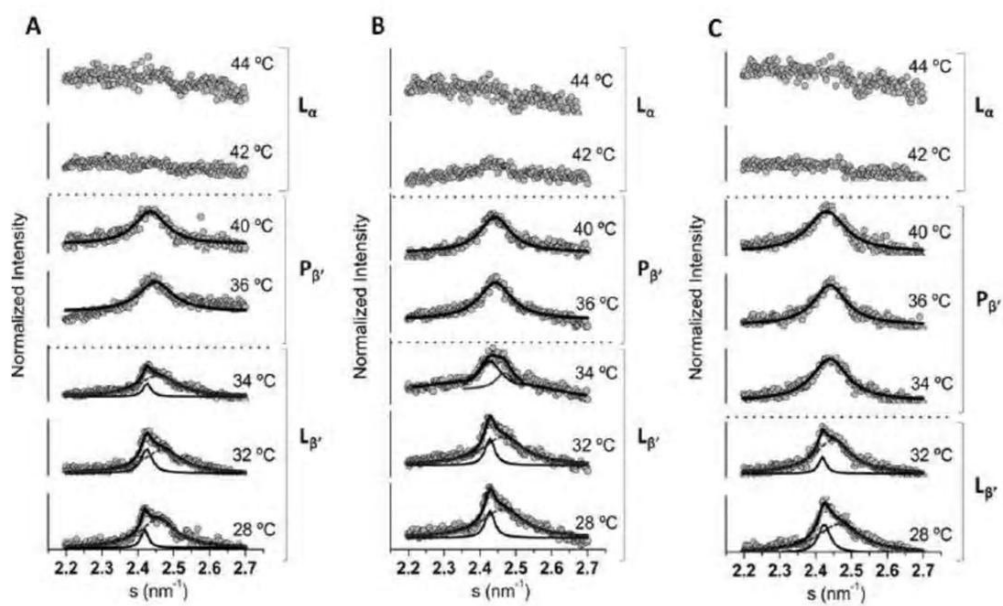 A
44 ºC
Lα
42 ºC
40 ºC
Pβ'
36 ºC
34 ºC
32 ºC
Lβ'
28 ºC
Normalized Intensity
2.2 2.3 2.4 2.5 2.6 2.7
s (nm-1)
B
44 ºC
Lα
42 ºC
40 ºC
Pβ'
36 ºC
34 ºC
32 ºC
Lβ'
28 ºC
Normalized Intensity
2.2 2.3 2.4 2.5 2.6 2.7
s (nm-1)
C
44 ºC
Lα
42 ºC
40 ºC
36 ºC
Pβ'
34 ºC
32 ºC
Lβ'
28 ºC
Normalized Intensity
2.2 2.3 2.4 2.5 2.6 2.7
s (nm-1)